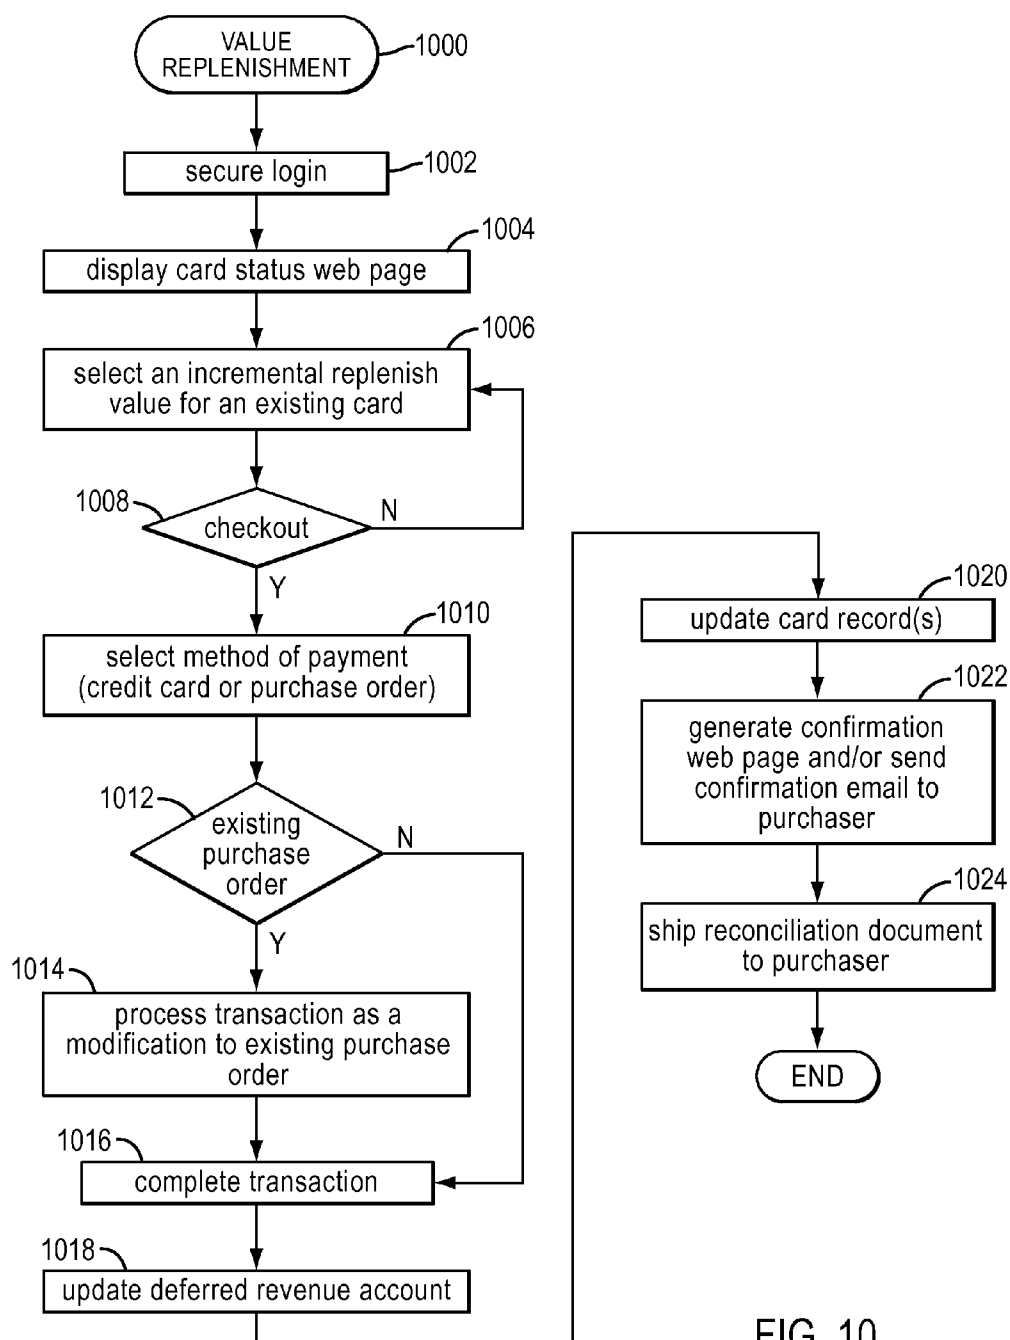 VALUE
REPLENISHMENT
1000
secure login
1002
1004
display card status web page
1006
select an incremental replenish
value for an existing card
1008
checkout
N
Y
1010
select method of payment
(credit card or purchase order)
1012
existing
purchase
order
N
Y
1014
process transaction as a
modification to existing purchase
order
1016
complete transaction
1018
update deferred revenue account
1020
update card record(s)
1022
generate confirmation
web page and/or send
confirmation email to
purchaser
1024
ship reconciliation document
to purchaser
END
FIG. 10